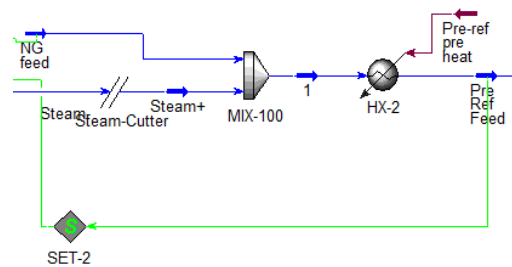 NG
feed
Pre-ref
pre
heat
Steam-
Steam-Cutter
Steam+
MIX-100
1
HX-2
Pre
Ref
Feed
S
SET-2